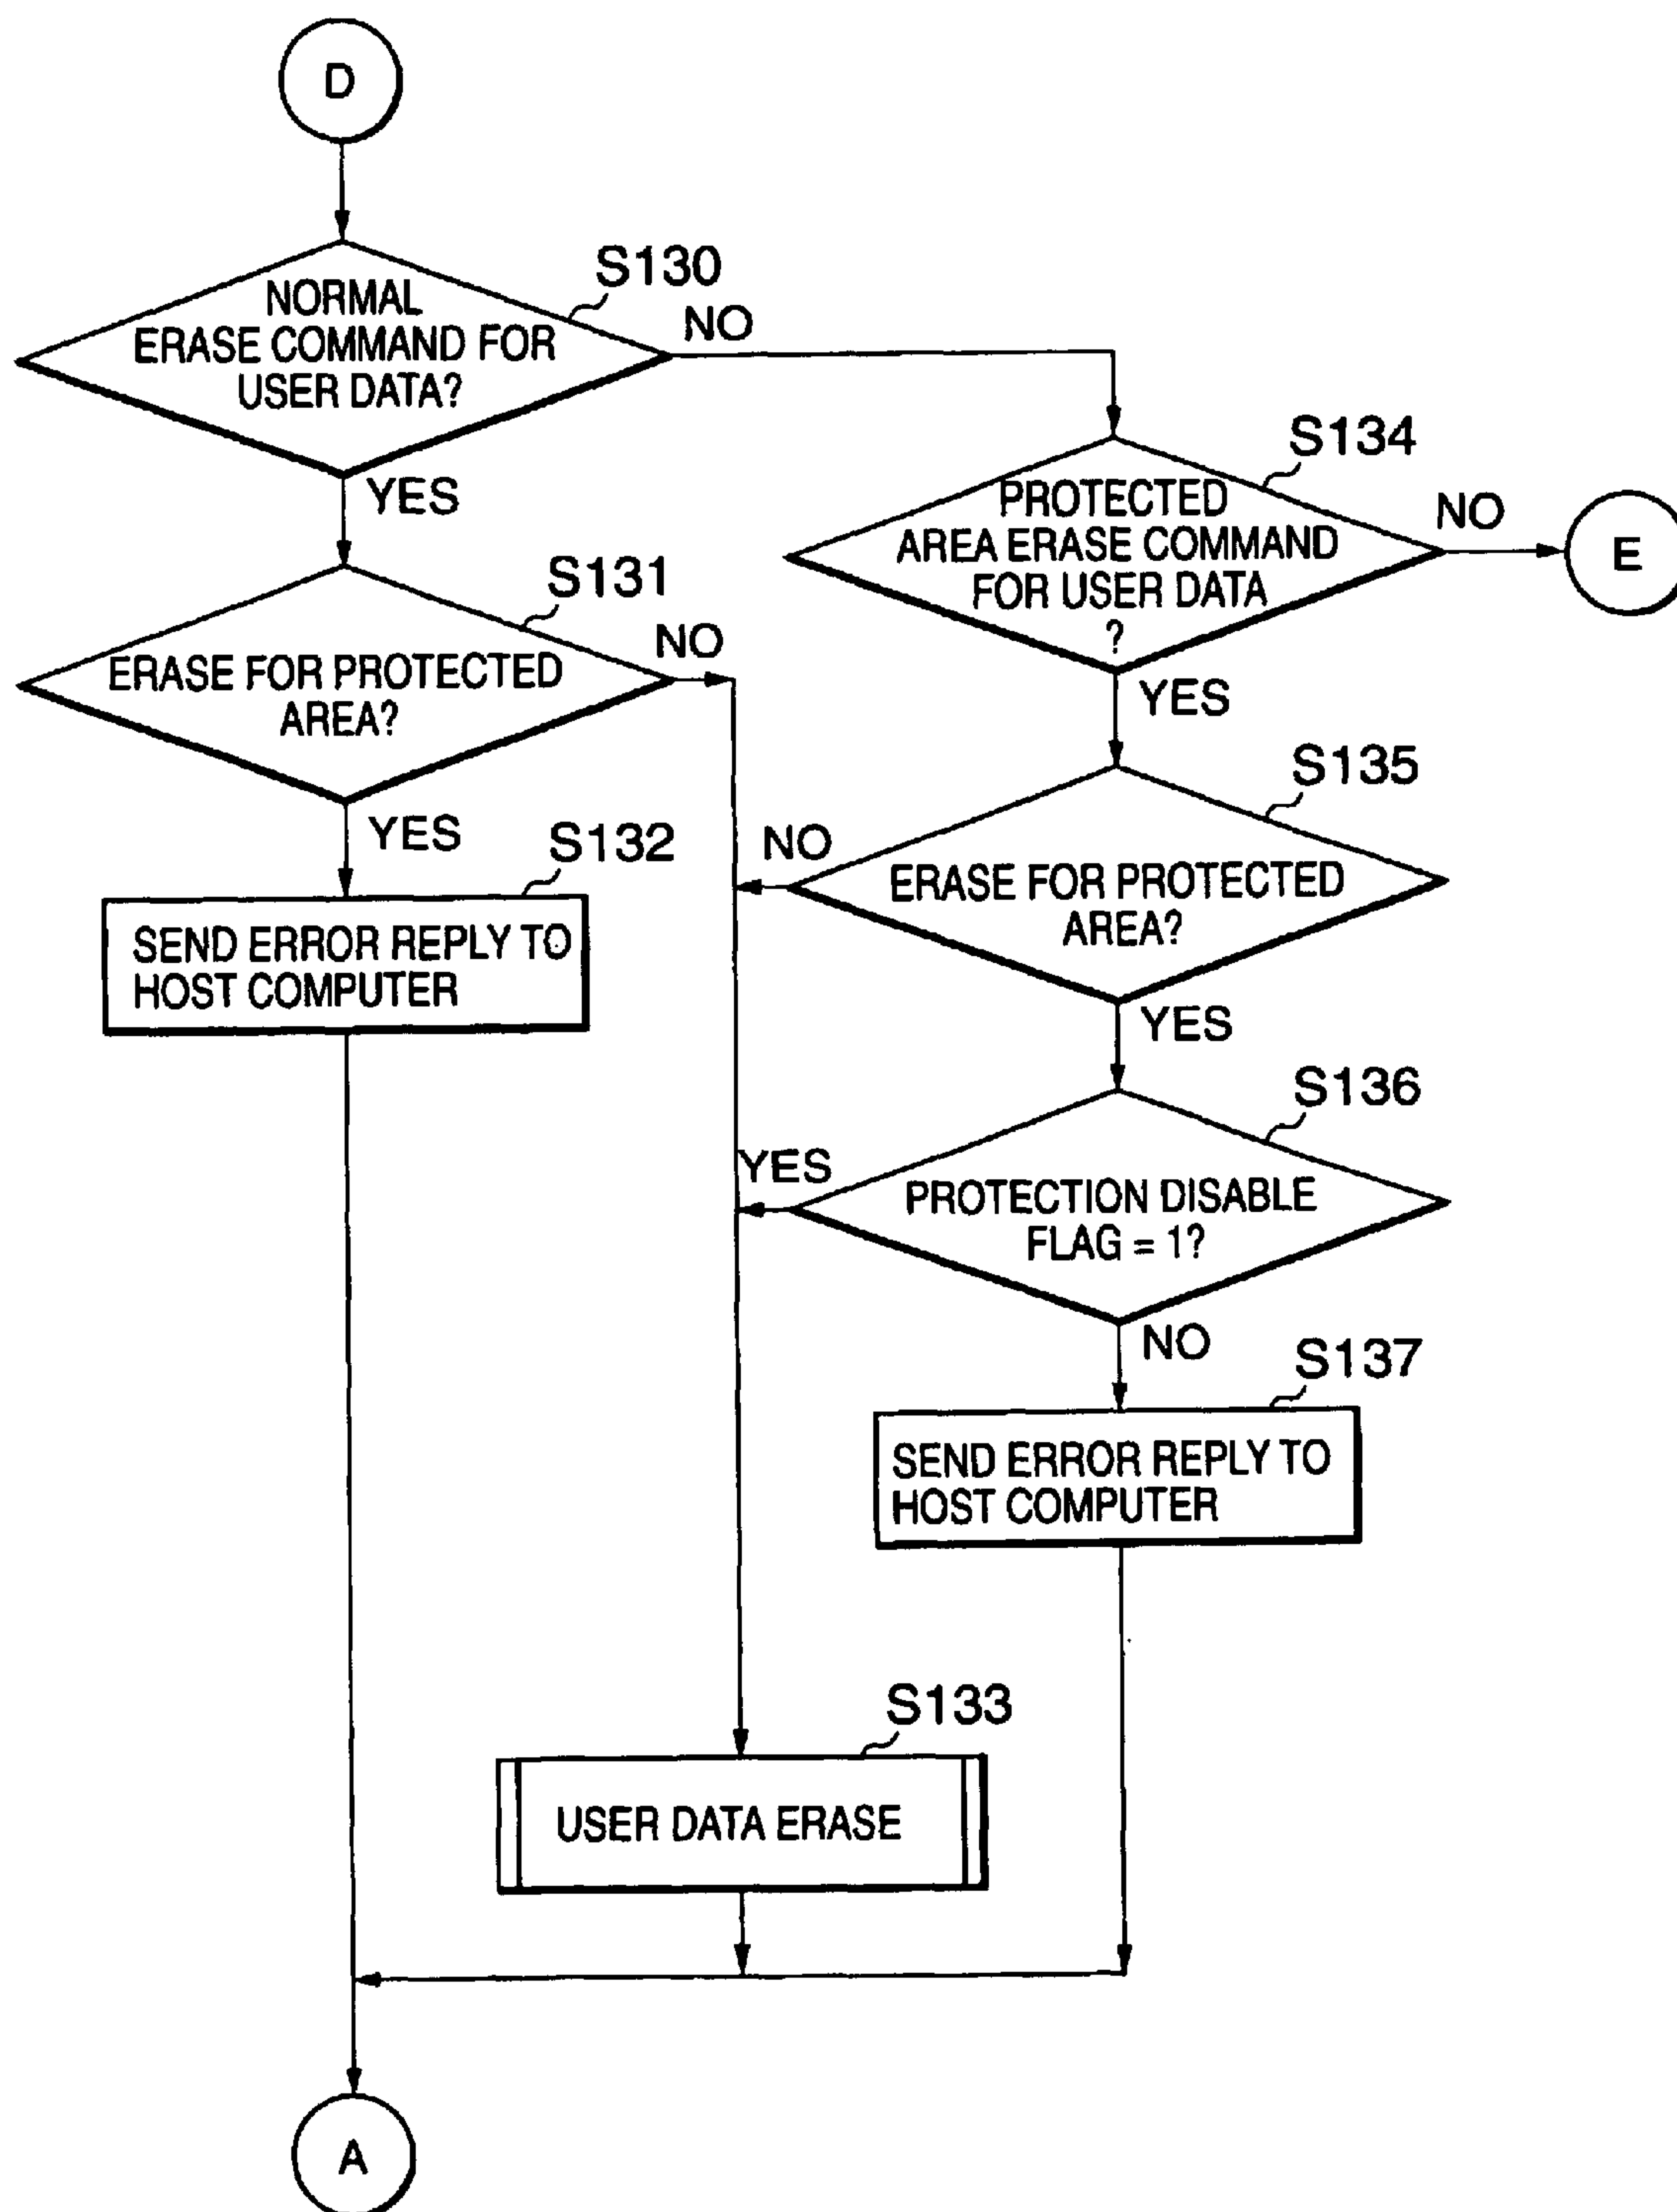 D
S130
NORMAL
ERASE COMMAND FOR
USER DATA?
NO
YES
S134
PROTECTED
AREA ERASE COMMAND
FOR USER DATA
?
NO
E
YES
S131
ERASE FOR PROTECTED
AREA?
NO
YES
S135
ERASE FOR PROTECTED
AREA?
NO
YES
S132
SEND ERROR REPLY TO
HOST COMPUTER
S136
PROTECTION DISABLE
FLAG = 1?
YES
NO
S137
SEND ERROR REPLY TO
HOST COMPUTER
S133
USER DATA ERASE
A